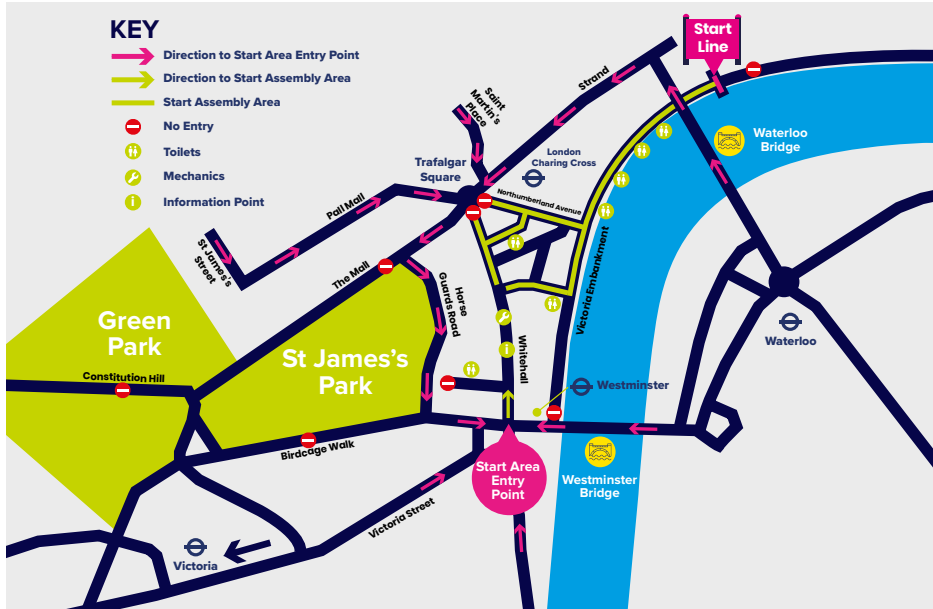 KEY
Direction to Start Area Entry Point
Direction to Start Assembly Area
Start Assembly Area
No Entry
Toilets
Mechanics
i
Information Point
Start
Line
Strand
Saint
Martin's
Place
Waterloo
Bridge
London
Charing Cross
Trafalgar
Square
Northumberland Avenue
Pall Mall
St James's
Street
The Mall
Horse
Guards Road
Victoria Embankment
Green
Park
St James's
Park
Whitehall
i
Waterloo
Constitution Hill
Westminster
Birdcage Walk
Start Area
Entry
Point
Westminster
Bridge
Victoria Street
Victoria